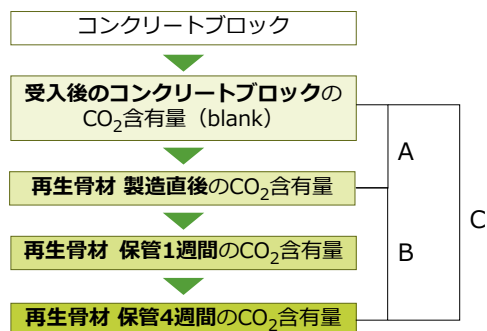 コンクリートブロック
受入後のコンクリートブロックの
CO₂含有量（blank）
A
再生骨材 製造直後のCO₂含有量
C
再生骨材 保管1週間のCO₂含有量
B
再生骨材 保管4週間のCO₂含有量